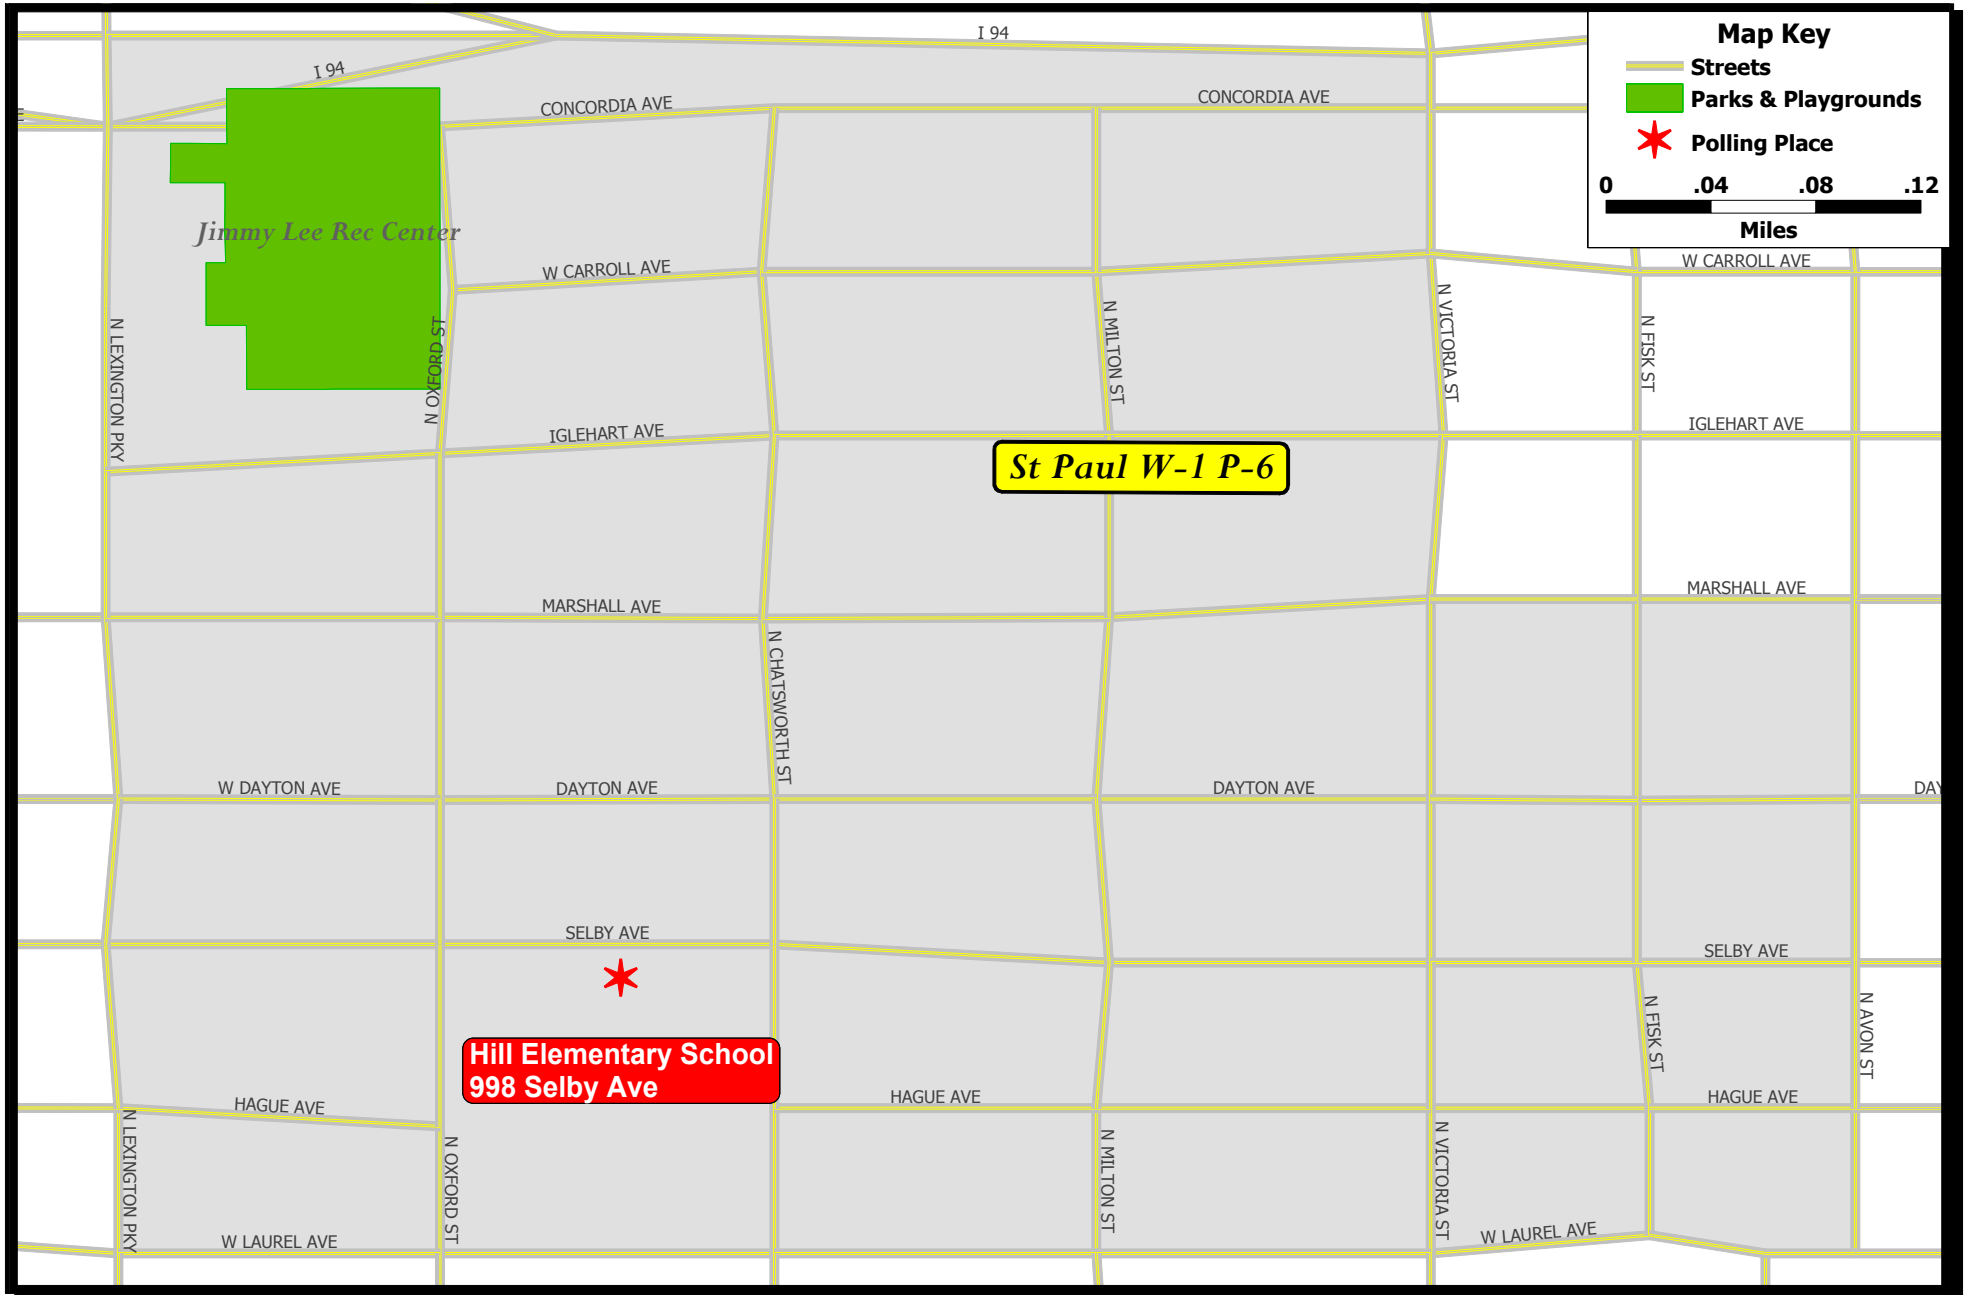 I 94
Map Key
Streets
I 94
CONCORDIA AVE
CONCORDIA AVE
Parks & Playgrounds
E
Polling Place
0 .04 .08 .12
Miles
Jimmy Lee Rec Center
W CARROLL AVE
W CARROLL AVE
N LEXINGTON PKY
N OXFORD ST
N MILTON ST
N VICTORIA ST
N FISK ST
IGLEHART AVE
IGLEHART AVE
St Paul W-1 P-6
MARSHALL AVE
MARSHALL AVE
N CHATSWORTH ST
W DAYTON AVE
DAYTON AVE
DAYTON AVE
DAY
SELBY AVE
SELBY AVE
N FISK ST
N AVON ST
Hill Elementary School
998 Selby Ave
HAGUE AVE
HAGUE AVE
HAGUE AVE
N LEXINGTON PKY
N OXFORD ST
N MILTON ST
N VICTORIA ST
W LAUREL AVE
W LAUREL AVE